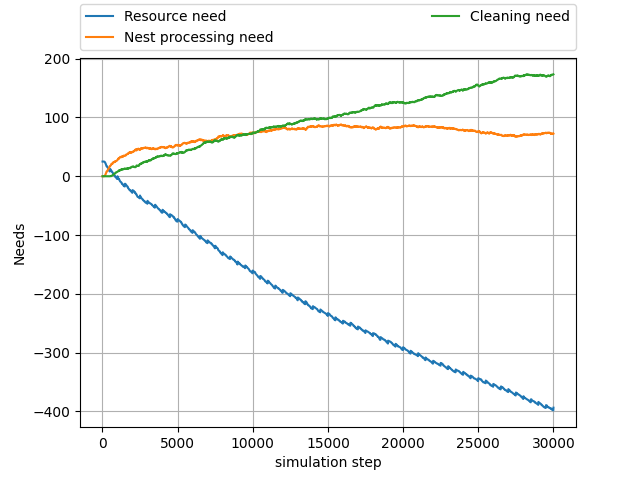 Resource need
Nest processing need
Cleaning need
200
100
0
−100
−200
−300
−400
Needs
0 5000 10000 15000 20000 25000 30000
simulation step